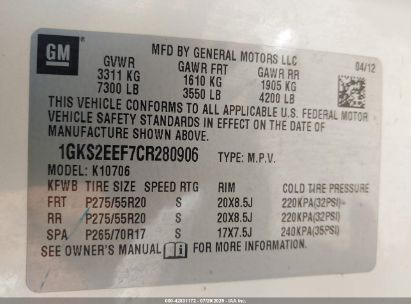 GM
MFD BY GENERAL MOTORS LLC
04/12
GVWR GAWR FRT GAWR RR
3311 KG 1610 KG 1905 KG
7300 LB 3550 LB 4200 LB
THIS VEHICLE CONFORMS TO ALL APPLICABLE U.S. FEDERAL MOTOR
VEHICLE SAFETY STANDARDS IN EFFECT ON THE DATE OF
MANUFACTURE SHOWN ABOVE.
1GKS2EEF7CR280906 TYPE: M.P.V.
MODEL: K10706
KFWB TIRE SIZE SPEED RTG RIM COLD TIRE PRESSURE
FRT P275/55R20 S 20X8.5J 220KPA(32PSI)
RR P275/55R20 S 20X8.5J 220KPA(32PSI)
SPA P265/70R17 S 17X7.5J 240KPA(35PSI)
SEE OWNER'S MANUAL FOR MORE INFORMATION.